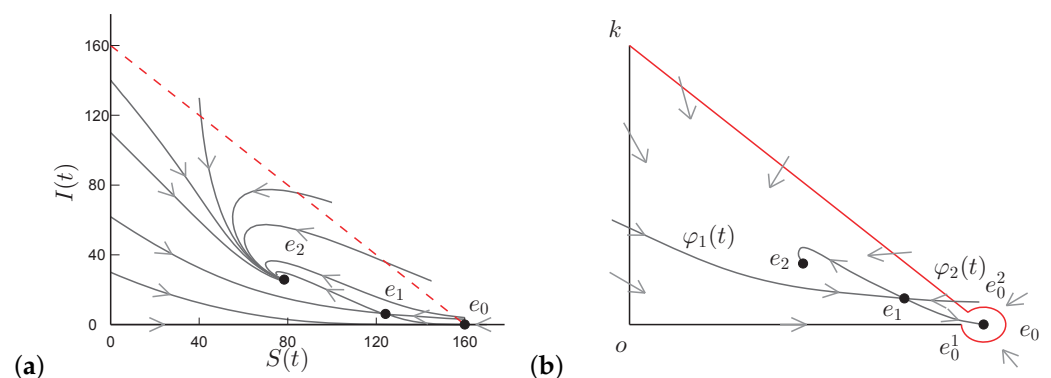 160
120
80
40
0
I(t)
0
40
80
120
160
S(t)
e₂
e₁
e₀
(a)
k
φ₁(t)
e₂
φ₂(t)
e₀²
e₁
e₀
e₀¹
o
(b)